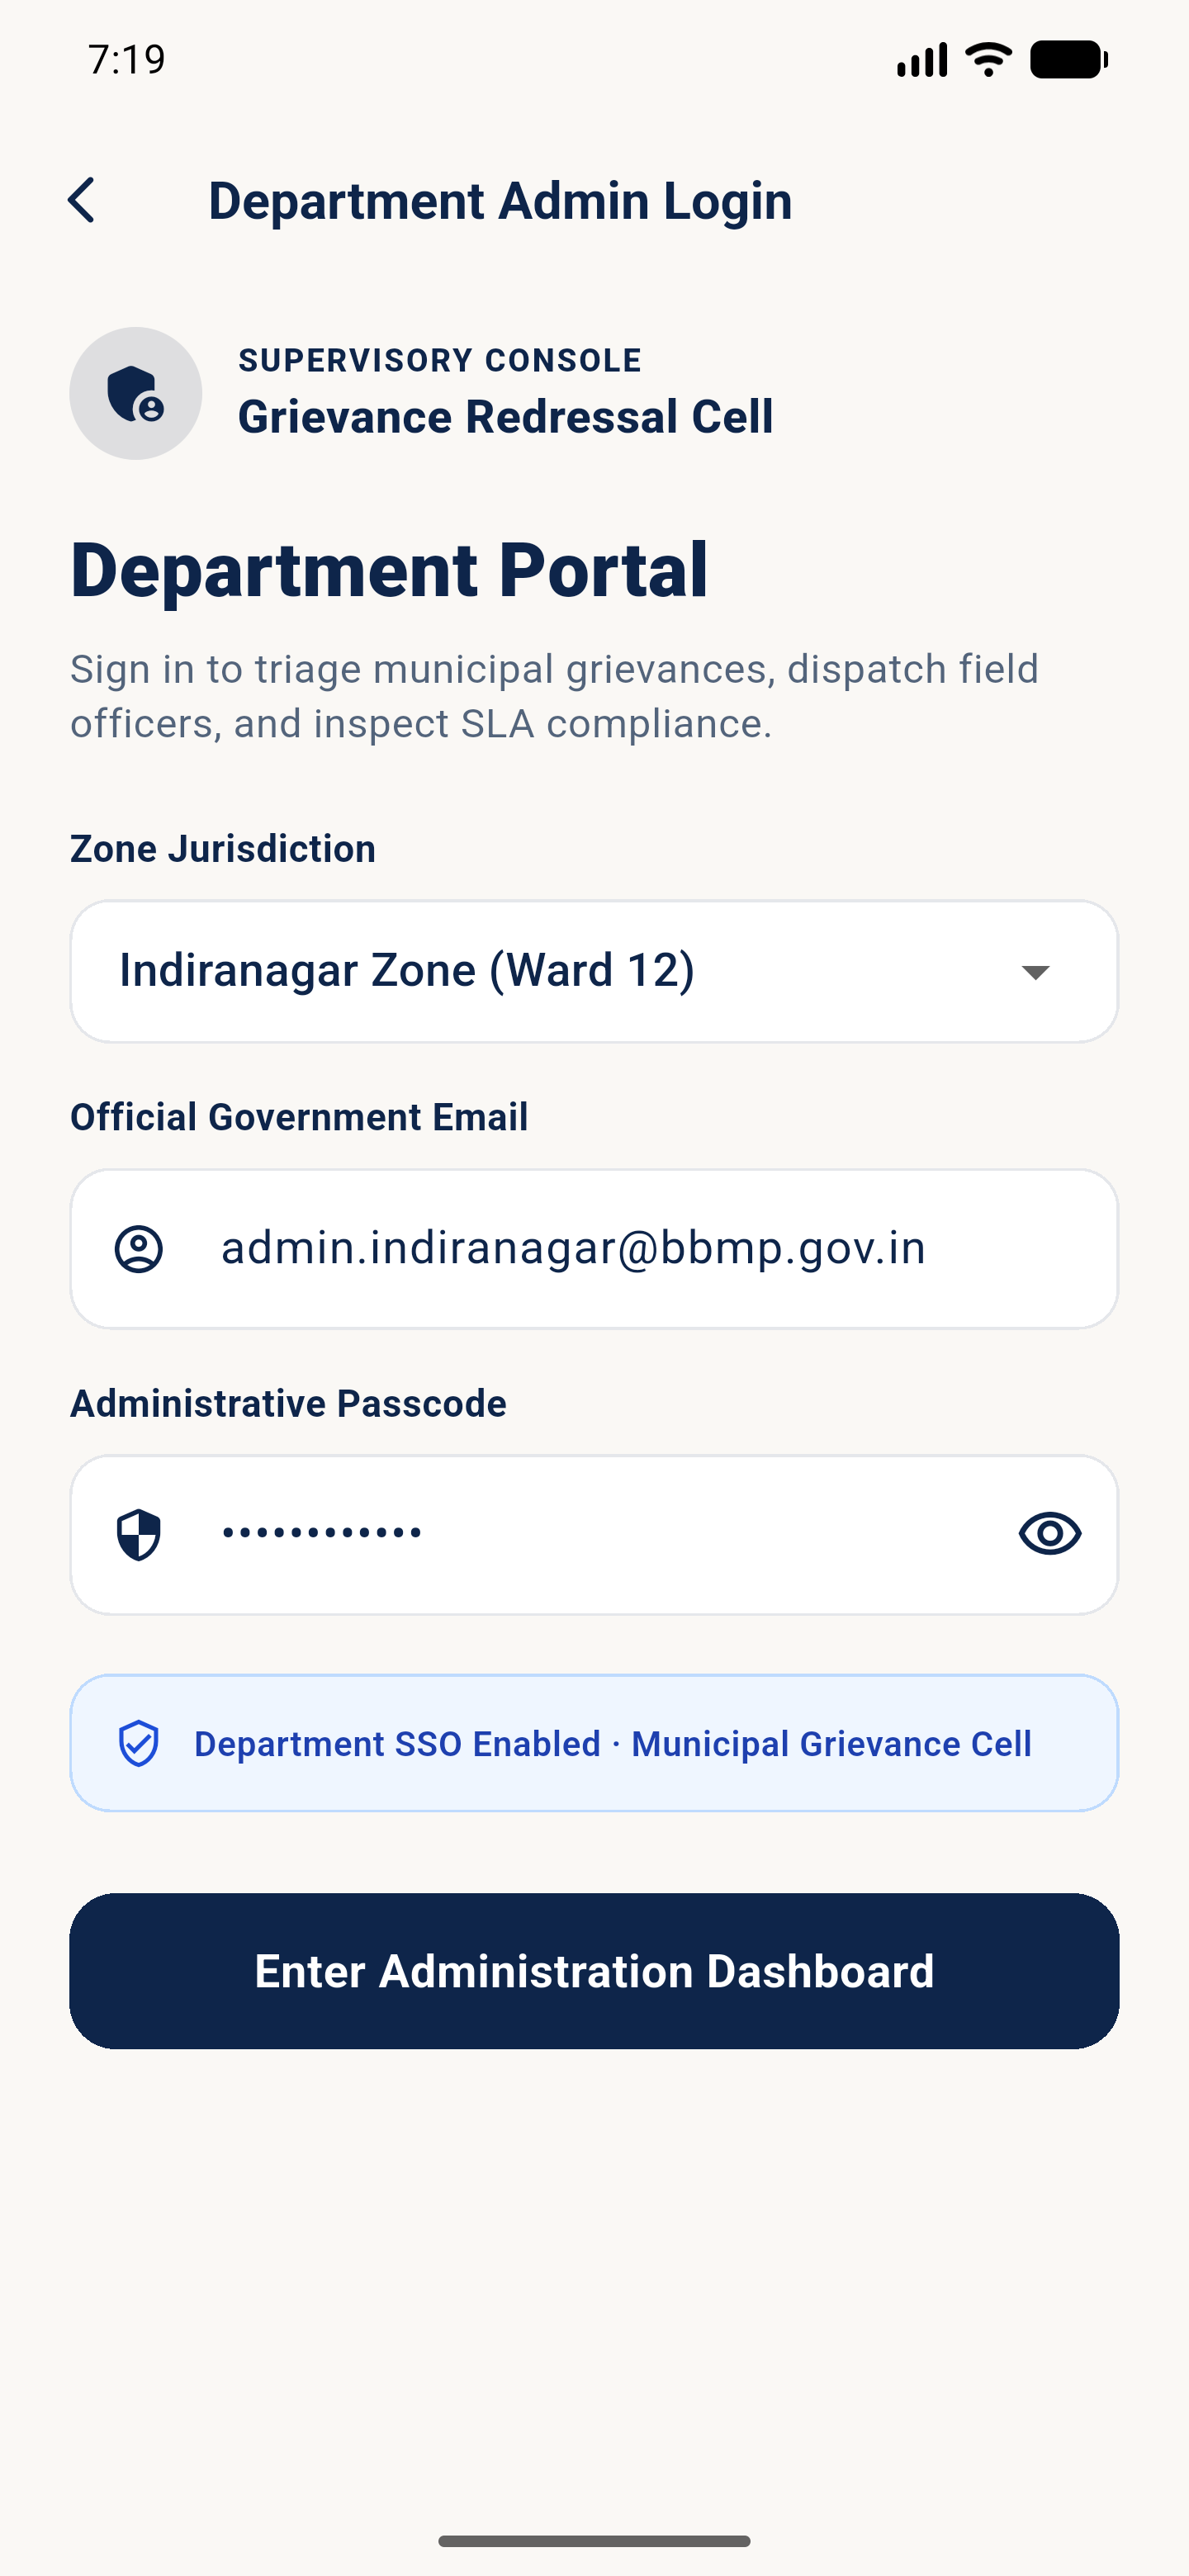 7:19
Department Admin Login
SUPERVISORY CONSOLE
Grievance Redressal Cell
Department Portal
Sign in to triage municipal grievances, dispatch field
officers, and inspect SLA compliance.
Zone Jurisdiction
Indiranagar Zone (Ward 12)
Official Government Email
admin.indiranagar@bbmp.gov.in
Administrative Passcode
••••••••••••
Department SSO Enabled · Municipal Grievance Cell
Enter Administration Dashboard